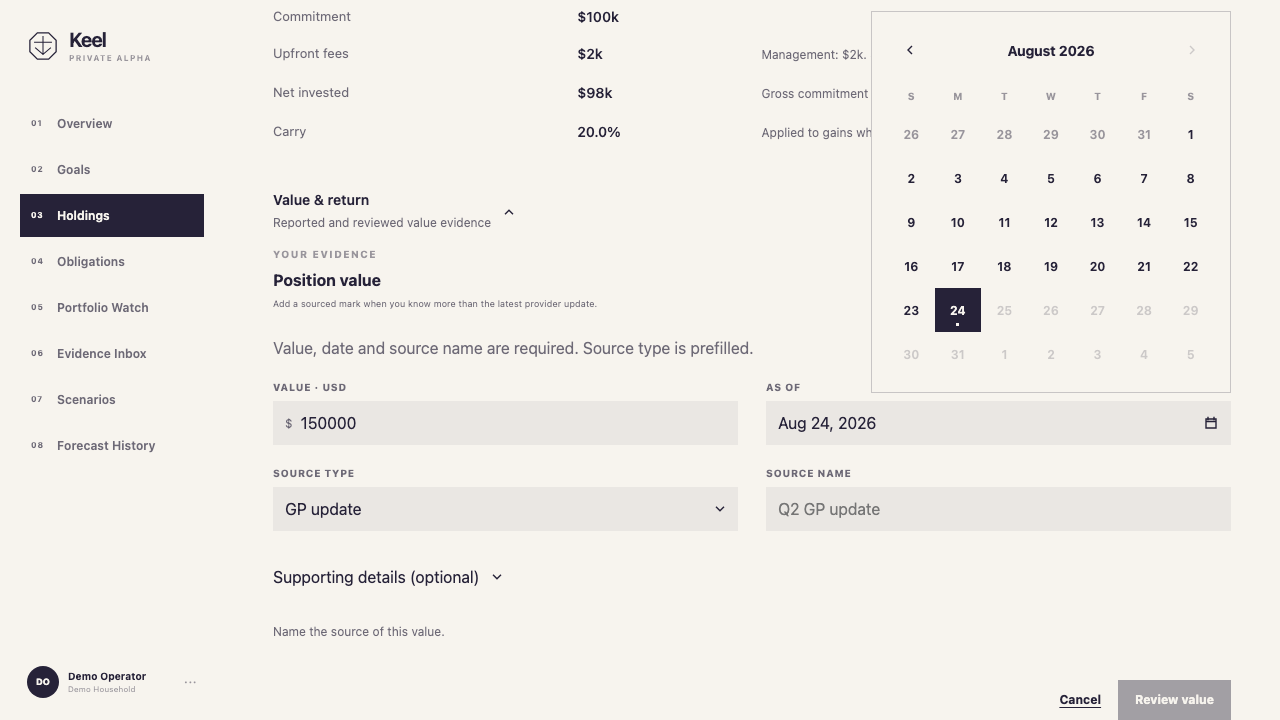 Keel
PRIVATE ALPHA
01 Overview
02 Goals
03 Holdings
04 Obligations
05 Portfolio Watch
06 Evidence Inbox
07 Scenarios
08 Forecast History
DO
Demo Operator
Demo Household
...
Commitment $100k
Upfront fees $2k Management: $2k.
Net invested $98k Gross commitment
Carry 20.0% Applied to gains wh
Value & return
Reported and reviewed value evidence
YOUR EVIDENCE
Position value
Add a sourced mark when you know more than the latest provider update.
Value, date and source name are required. Source type is prefilled.
August 2026
S M T W T F S
26 27 28 29 30 31 1
2 3 4 5 6 7 8
9 10 11 12 13 14 15
16 17 18 19 20 21 22
23 24 25 26 27 28 29
30 31 1 2 3 4 5
VALUE · USD
$ 150000
AS OF
Aug 24, 2026
SOURCE TYPE
GP update
SOURCE NAME
Q2 GP update
Supporting details (optional)
Name the source of this value.
Cancel
Review value